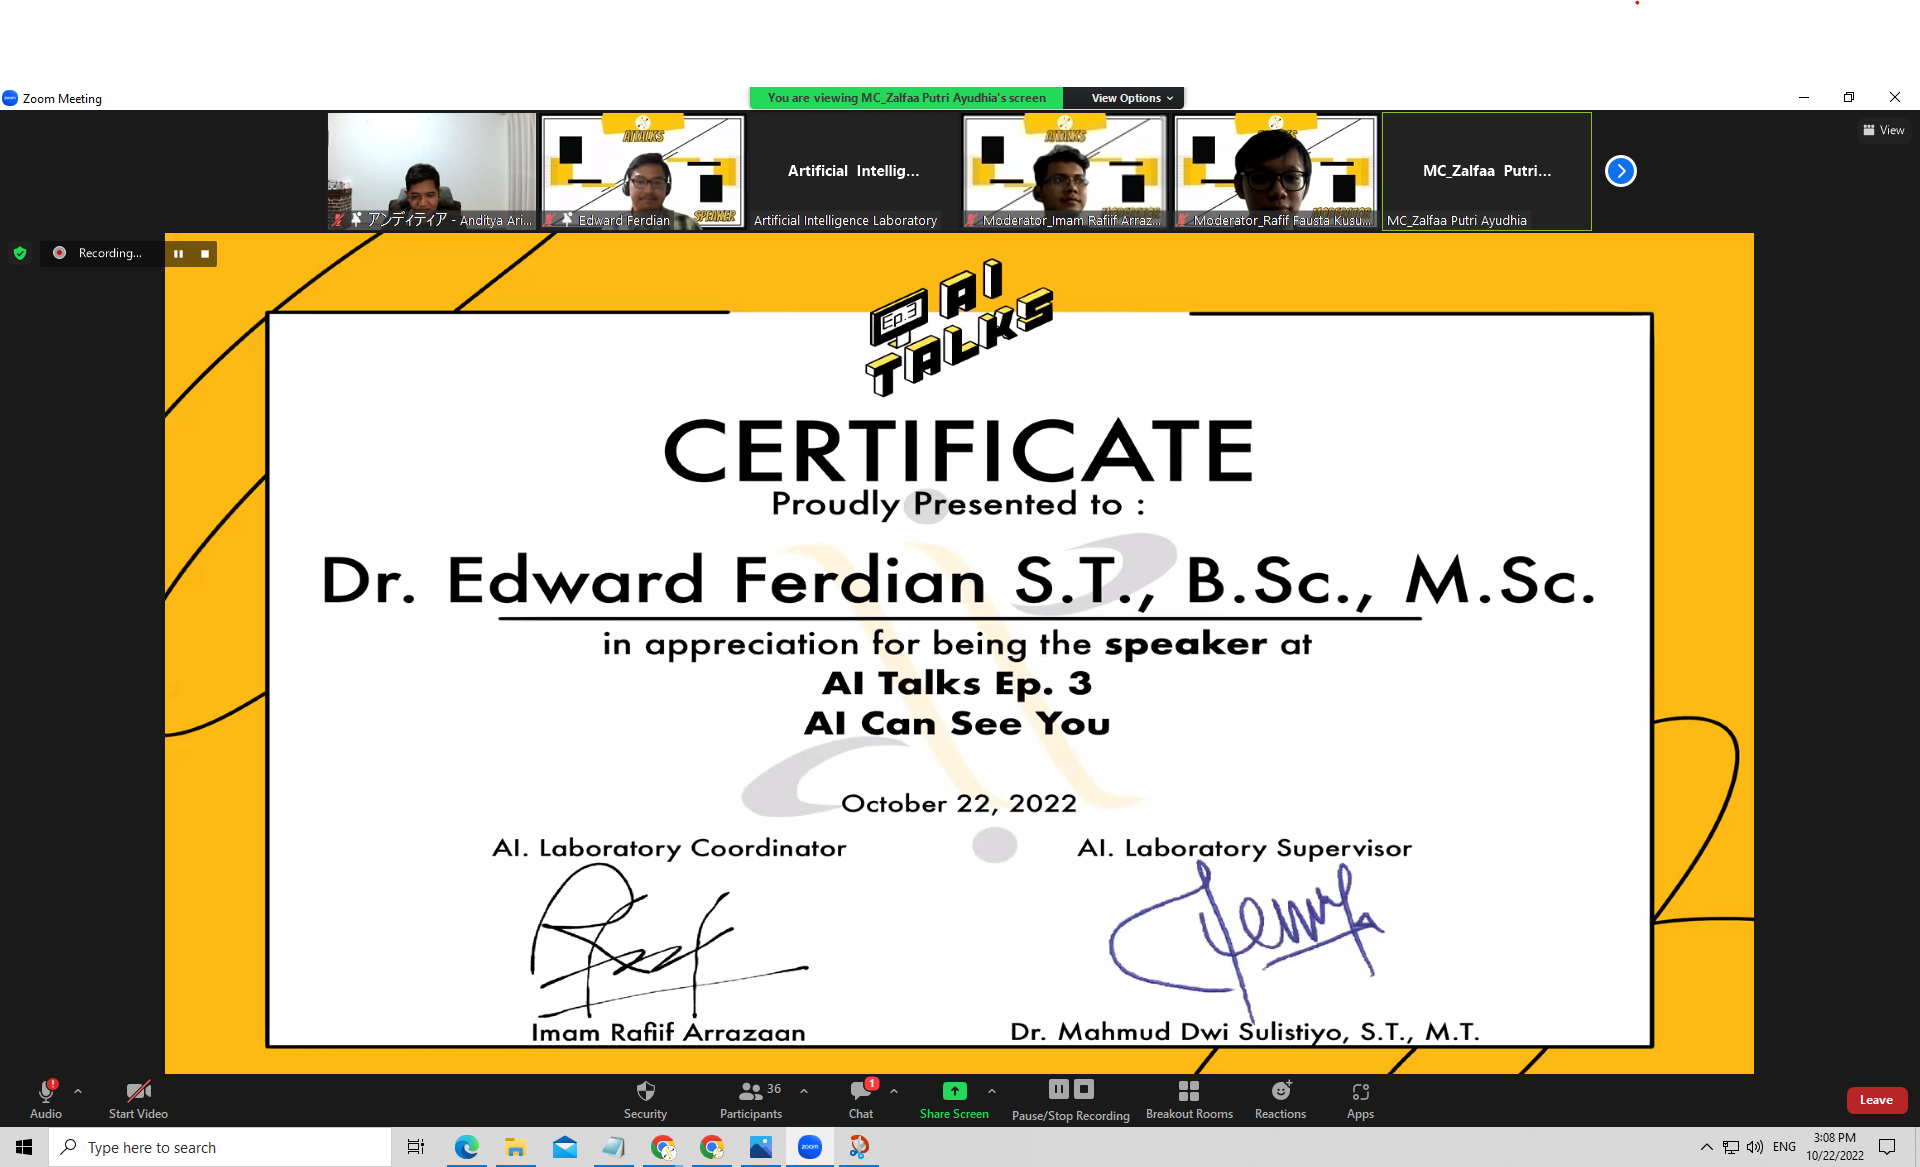 Zoom Meeting
You are viewing MC_Zalfaa Putri Ayudhia's screen
View Options
View
AITALKS
SPEAKER
アンディティア - Anditya Ari...
Edward Ferdian
Artificial Intellig...
Artificial Intelligence Laboratory
AITALKS
Moderator_Imam Rafiif Arraz...
Moderator_Rafif Fausta Kusu...
MC_Zalfaa Putri...
MC_Zalfaa Putri Ayudhia
Recording...
Ep.3
AI
TALKS
CERTIFICATE
Proudly Presented to :
Dr. Edward Ferdian S.T., B.Sc., M.Sc.
in appreciation for being the speaker at
AI Talks Ep. 3
AI Can See You
October 22, 2022
AI. Laboratory Coordinator
AI. Laboratory Supervisor
Imam Rafiif Arrazaan
Dr. Mahmud Dwi Sulistiyo, S.T., M.T.
Audio
Start Video
Security
36
Participants
1
Chat
Share Screen
Pause/Stop Recording
Breakout Rooms
Reactions
Apps
Leave
Type here to search
zoom
ENG
3:08 PM
10/22/2022